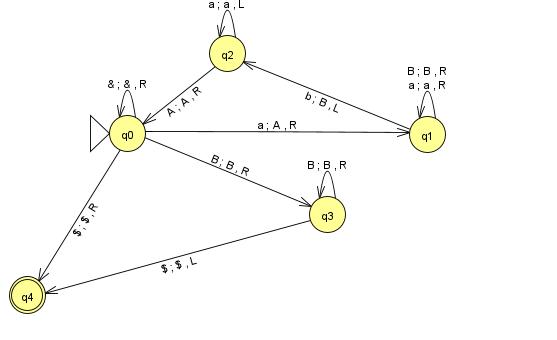 a ; a , L
q2
& ; & , R
B ; B , R
a ; a , R
A ; A , R
b ; B , L
q0
a ; A , R
q1
B ; B , R
B ; B , R
q3
$ ; $ , R
$ ; $ , L
q4